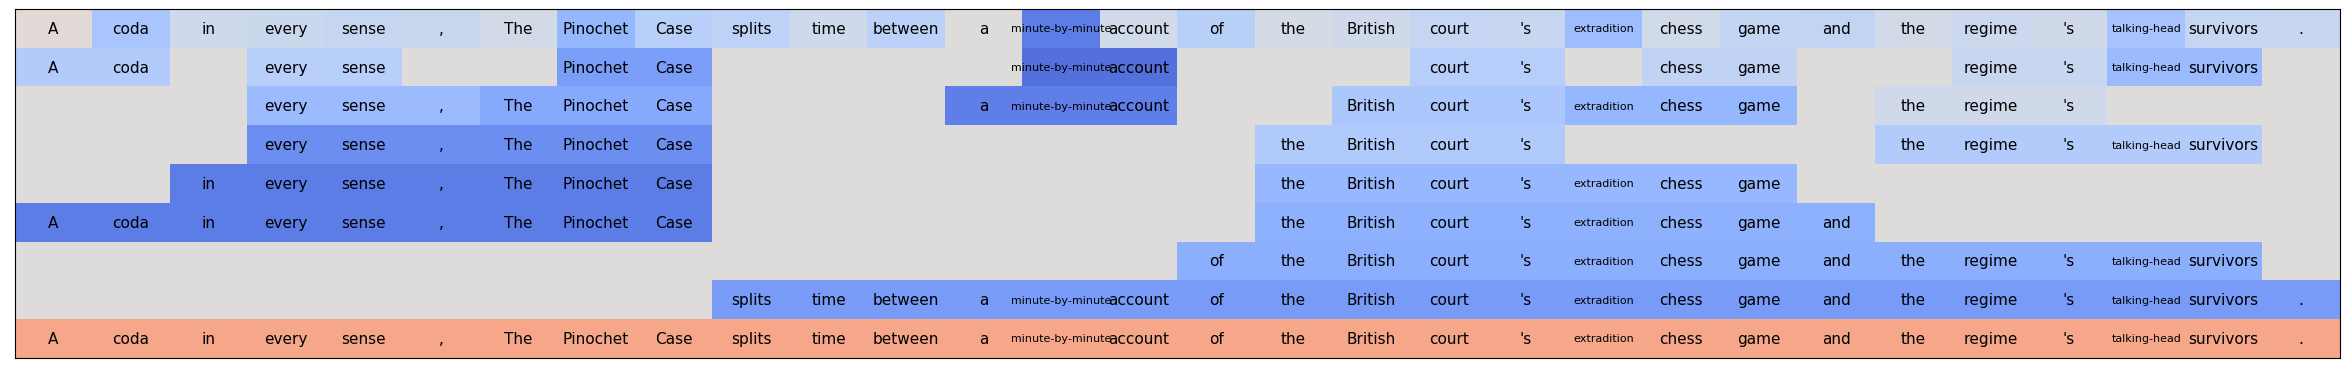 A coda in every sense , The Pinochet Case splits time between a minute-by-minute account of the British court 's extradition chess game and the regime 's talking-head survivors .
A coda every sense Pinochet Case minute-by-minute account court 's chess game regime 's talking-head survivors
every sense , The Pinochet Case a minute-by-minute account British court 's extradition chess game the regime 's
every sense , The Pinochet Case the British court 's the regime 's talking-head survivors
in every sense , The Pinochet Case the British court 's extradition chess game
A coda in every sense , The Pinochet Case the British court 's extradition chess game and
of the British court 's extradition chess game and the regime 's talking-head survivors
splits time between a minute-by-minute account of the British court 's extradition chess game and the regime 's talking-head survivors .
A coda in every sense , The Pinochet Case splits time between a minute-by-minute account of the British court 's extradition chess game and the regime 's talking-head survivors .